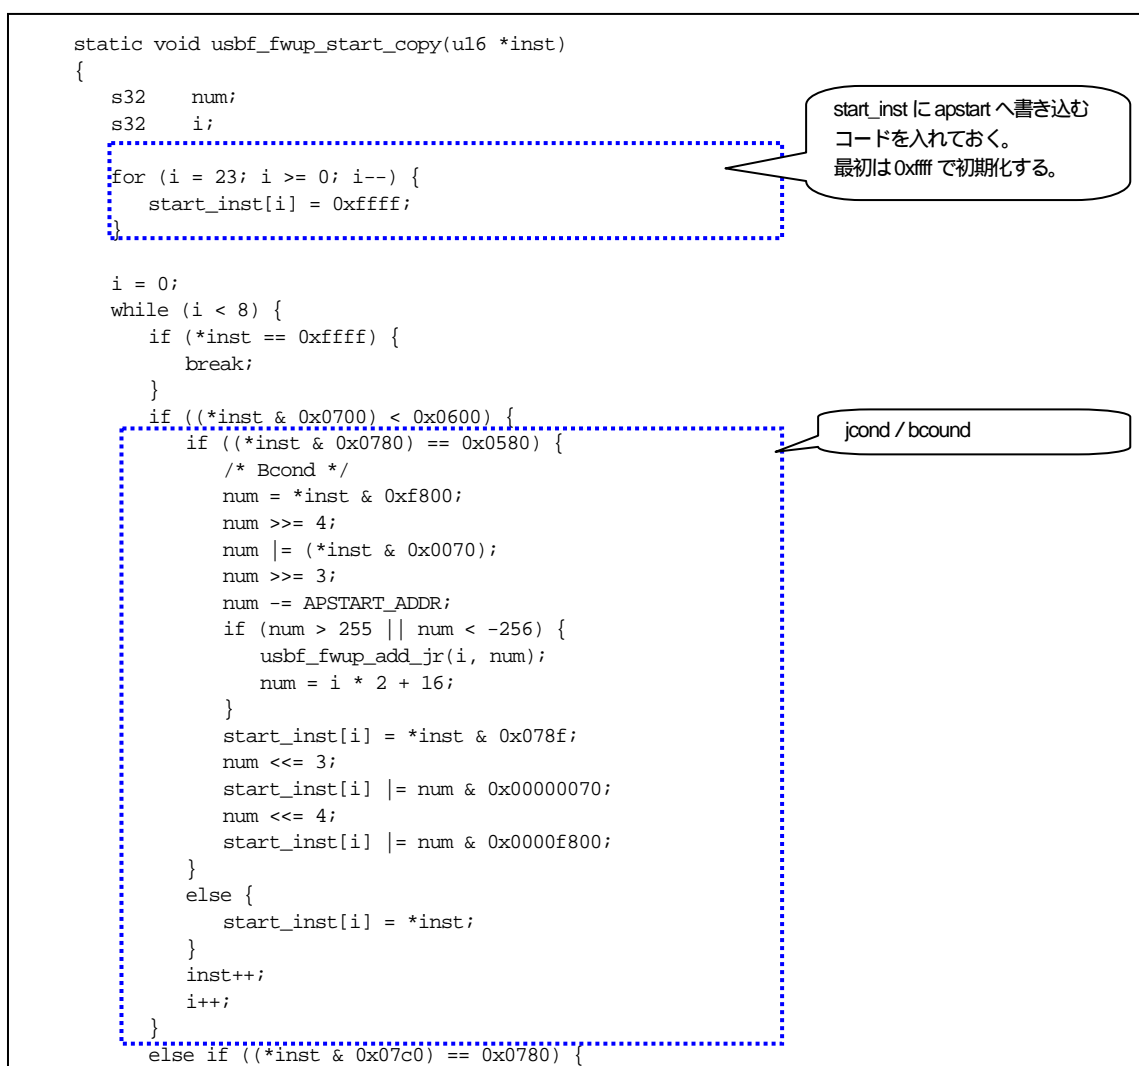 static void usbf_fwup_start_copy(u16 *inst)
{
s32 num;
s32 i;
for (i = 23; i >= 0; i--) {
start_inst[i] = 0xffff;
}
start_inst に apstart へ書き込む
コードを入れておく。
最初は 0xffff で初期化する。
i = 0;
while (i < 8) {
if (*inst == 0xffff) {
break;
}
if ((*inst & 0x0700) < 0x0600) {
if ((*inst & 0x0780) == 0x0580) {
jcond / bcound
/* Bcond */
num = *inst & 0xf800;
num >>= 4;
num |= (*inst & 0x0070);
num >>= 3;
num -= APSTART_ADDR;
if (num > 255 || num < -256) {
usbf_fwup_add_jr(i, num);
num = i * 2 + 16;
}
start_inst[i] = *inst & 0x078f;
num <<= 3;
start_inst[i] |= num & 0x00000070;
num <<= 4;
start_inst[i] |= num & 0x0000f800;
}
else {
start_inst[i] = *inst;
}
inst++;
i++;
}
else if ((*inst & 0x07c0) == 0x0780) {